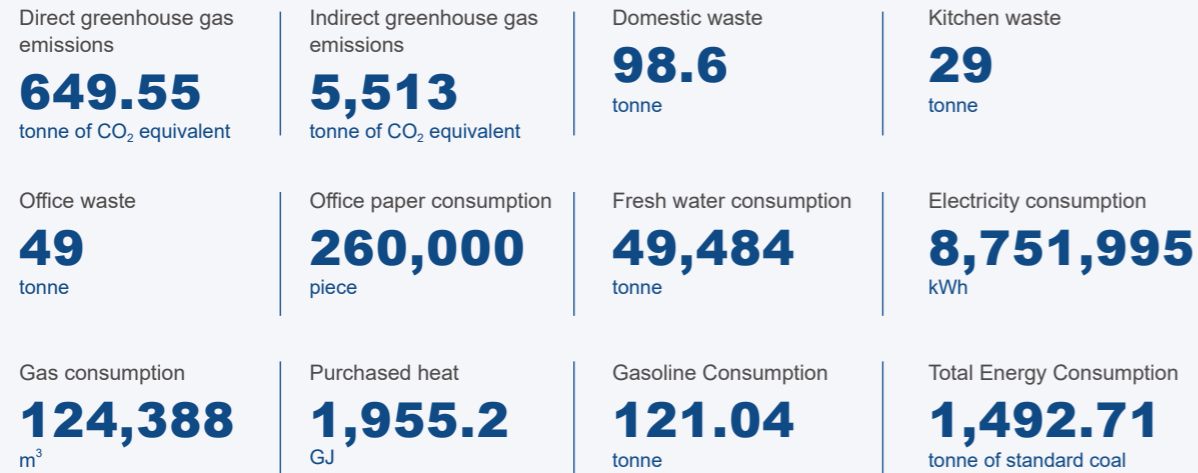 Direct greenhouse gas
emissions
649.55
tonne of CO₂ equivalent
Indirect greenhouse gas
emissions
5,513
tonne of CO₂ equivalent
Domestic waste
98.6
tonne
Kitchen waste
29
tonne
Office waste
49
tonne
Office paper consumption
260,000
piece
Fresh water consumption
49,484
tonne
Electricity consumption
8,751,995
kWh
Gas consumption
124,388
m³
Purchased heat
1,955.2
GJ
Gasoline Consumption
121.04
tonne
Total Energy Consumption
1,492.71
tonne of standard coal